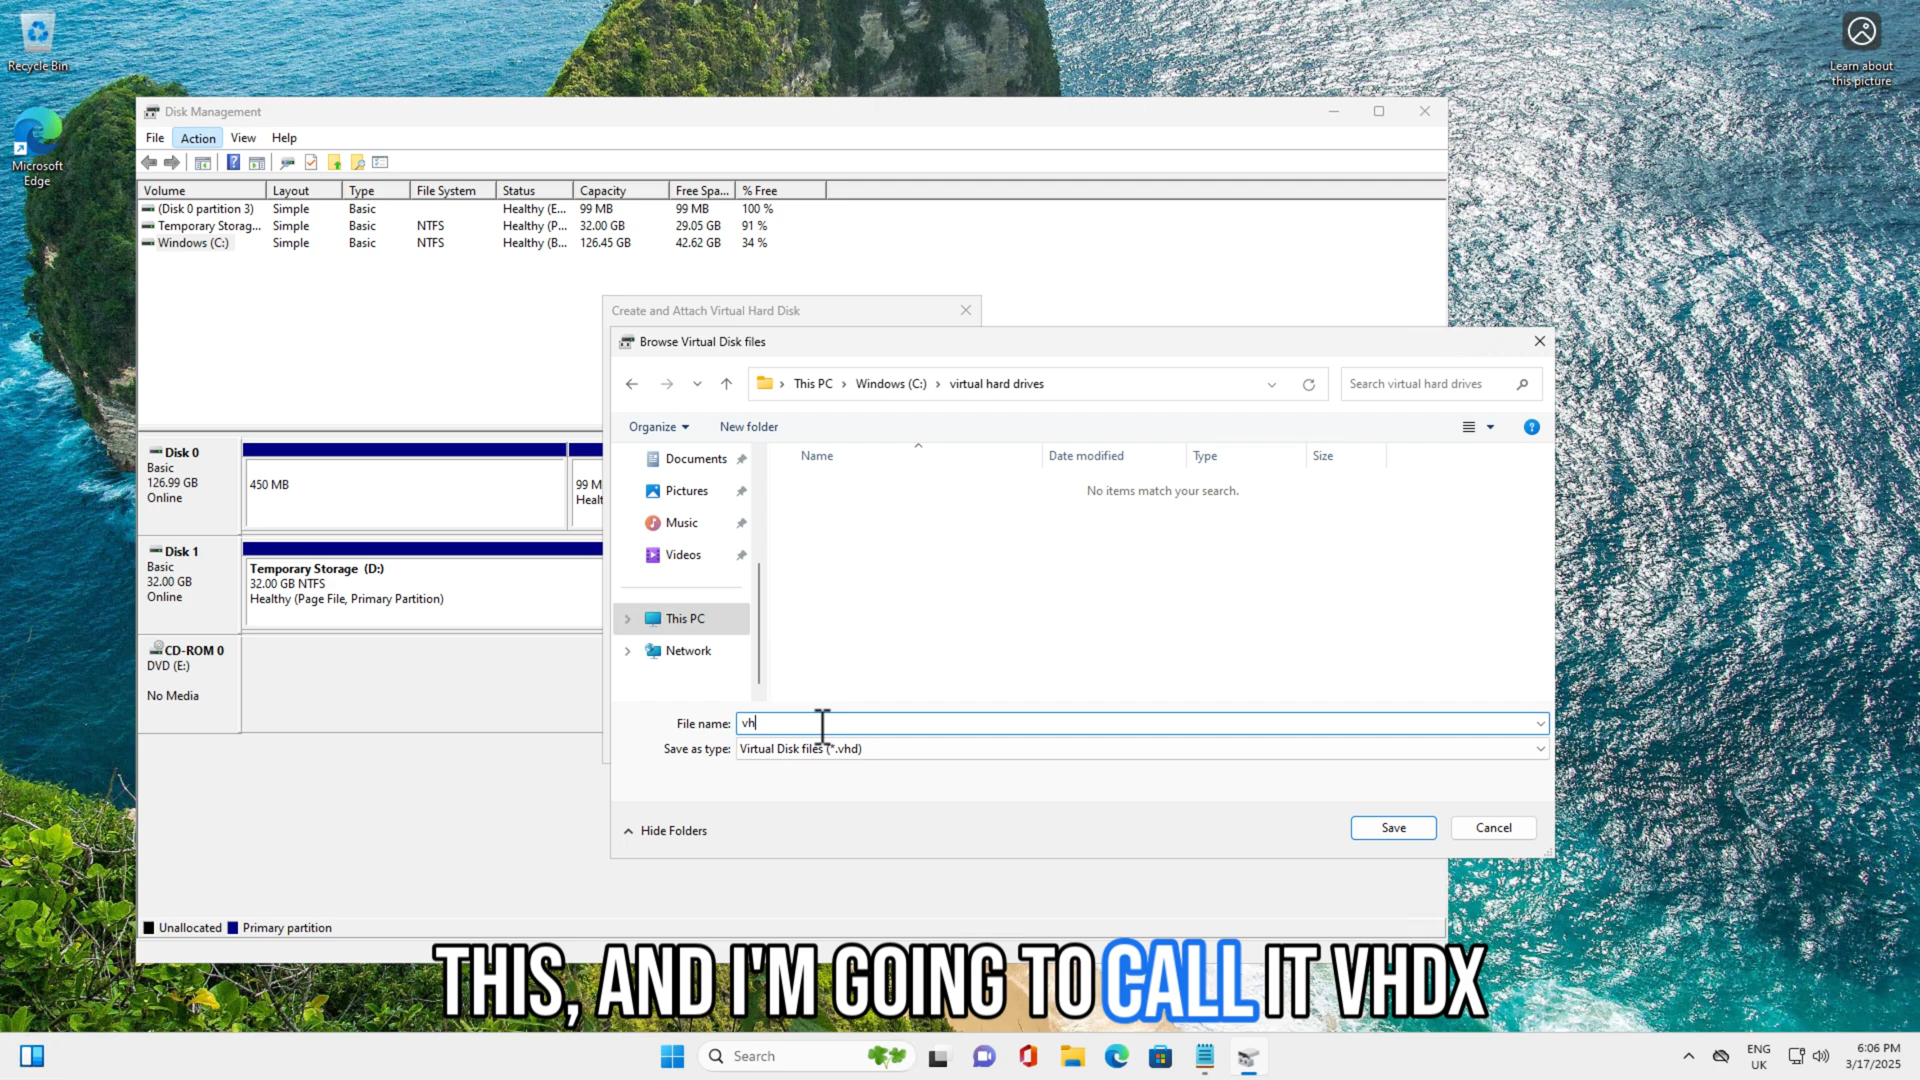 Recycle Bin
Learn about
this picture
Microsoft
Edge
Disk Management
File Action View Help
Volume Layout Type File System Status Capacity Free Spa... % Free
(Disk 0 partition 3) Simple Basic Healthy (E... 99 MB 99 MB 100 %
Temporary Storag... Simple Basic NTFS Healthy (P... 32.00 GB 29.05 GB 91 %
Windows (C:) Simple Basic NTFS Healthy (B... 126.45 GB 42.62 GB 34 %
Create and Attach Virtual Hard Disk
Browse Virtual Disk files
This PC › Windows (C:) › virtual hard drives
Search virtual hard drives
Organize New folder
Name Date modified Type Size
No items match your search.
Documents
Pictures
Music
Videos
This PC
Network
File name: vh
Save as type: Virtual Disk files (*.vhd)
Hide Folders
Save Cancel
Disk 0
Basic
126.99 GB
Online
450 MB
99 M
Healt
Disk 1
Basic
32.00 GB
Online
Temporary Storage (D:)
32.00 GB NTFS
Healthy (Page File, Primary Partition)
CD-ROM 0
DVD (E:)
No Media
Unallocated Primary partition
THIS, AND I'M GOING TO CALL IT VHDX
Search
ENG
UK
6:06 PM
3/17/2025